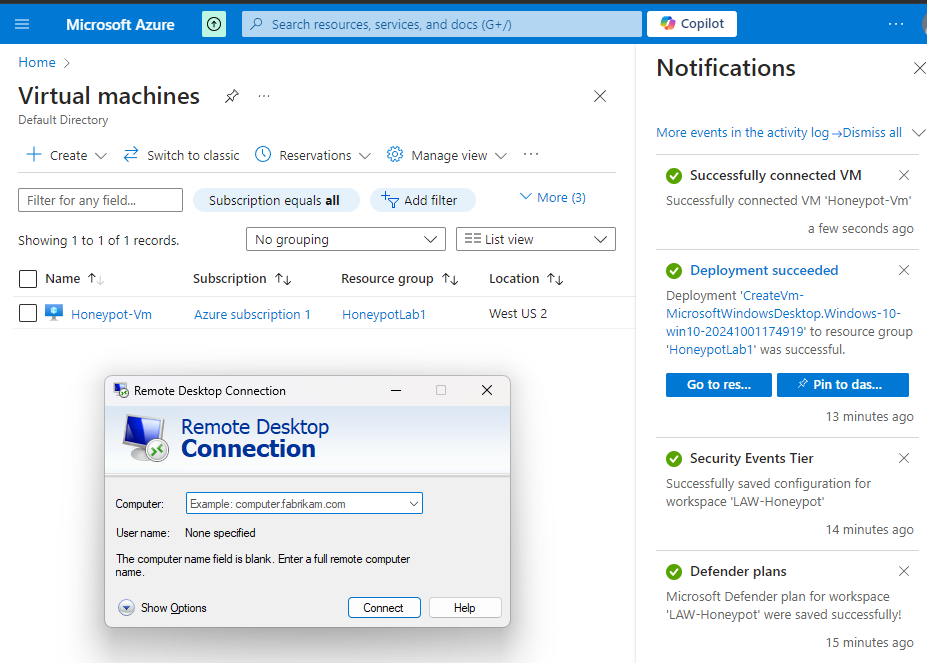 Microsoft Azure
Search resources, services, and docs (G+/)
Copilot
Home
Virtual machines
Default Directory
Create
Switch to classic
Reservations
Manage view
Filter for any field...
Subscription equals all
Add filter
More (3)
Showing 1 to 1 of 1 records.
No grouping
List view
Name
Subscription
Resource group
Location
Honeypot-Vm
Azure subscription 1
HoneypotLab1
West US 2
Remote Desktop Connection
Remote Desktop
Connection
Computer:
Example: computer.fabrikam.com
User name:
None specified
The computer name field is blank. Enter a full remote computer
name.
Show Options
Connect
Help
Notifications
More events in the activity log →
Dismiss all
Successfully connected VM
Successfully connected VM 'Honeypot-Vm'
a few seconds ago
Deployment succeeded
Deployment 'CreateVm-
MicrosoftWindowsDesktop.Windows-10-
win10-20241001174919' to resource group
'HoneypotLab1' was successful.
Go to res...
Pin to das...
13 minutes ago
Security Events Tier
Successfully saved configuration for
workspace 'LAW-Honeypot'
14 minutes ago
Defender plans
Microsoft Defender plan for workspace
'LAW-Honeypot' were saved successfully!
15 minutes ago